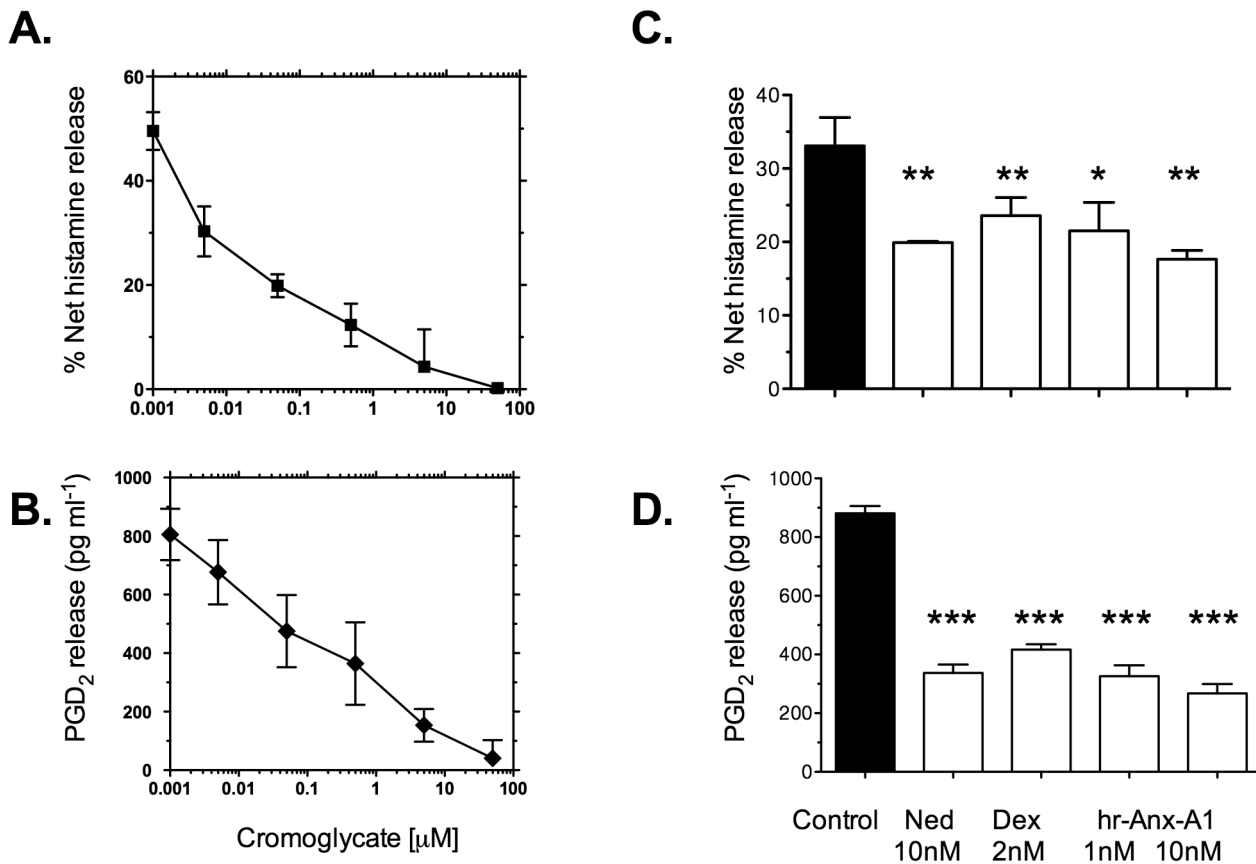 A.
% Net histamine release
60
40
20
0
0.001 0.01 0.1 1 10 100
B.
PGD₂ release (pg ml⁻¹)
1000
800
600
400
200
0
0.001 0.01 0.1 1 10 100
Cromoglycate [μM]
C.
% Net histamine release
40
30
20
10
0
** ** * **
D.
PGD₂ release (pg ml⁻¹)
1000
800
600
400
200
0
*** *** *** ***
Control Ned Dex hr-Anx-A1
10nM 2nM 1nM 10nM